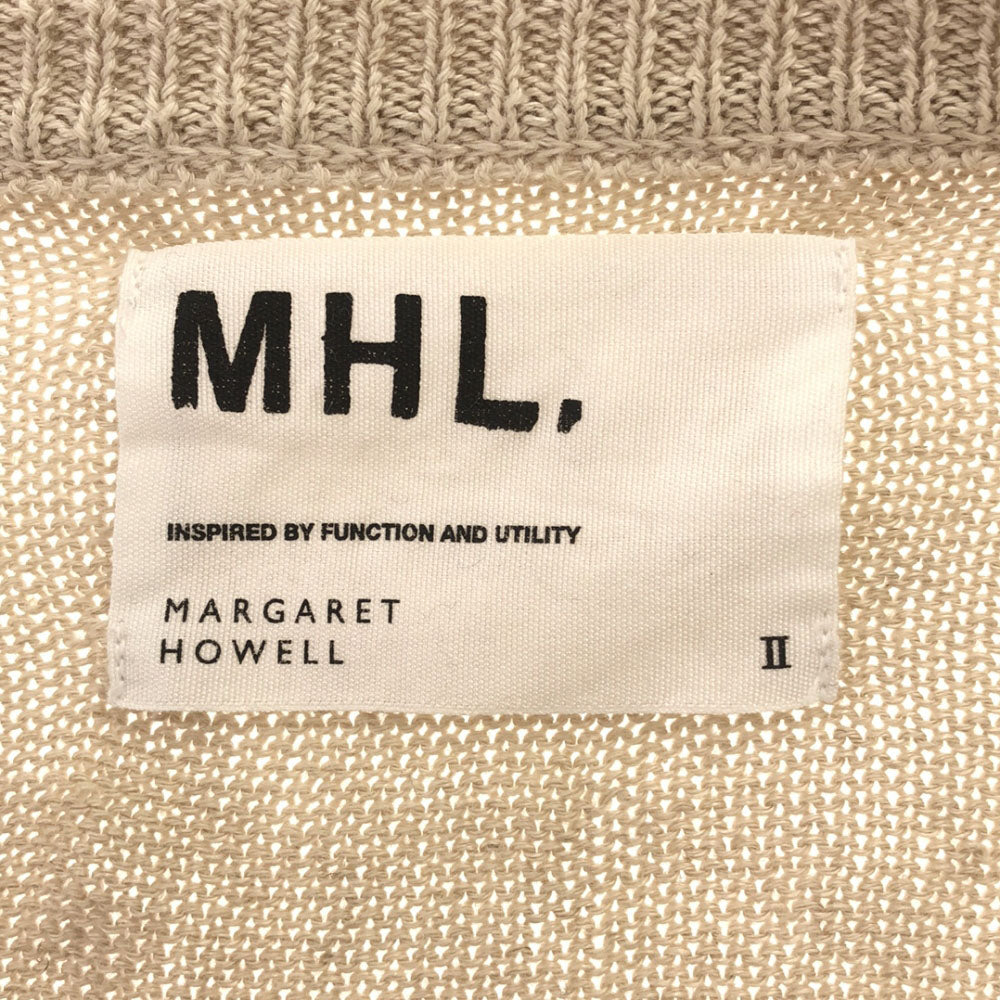 MHL.
INSPIRED BY FUNCTION AND UTILITY
MARGARET
HOWELL
II